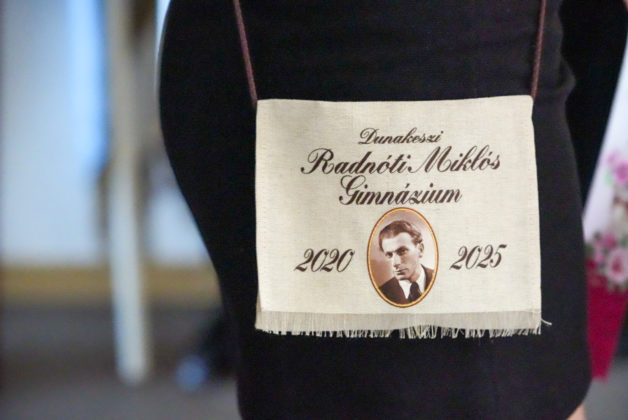 Dunakeszi
Radnóti Miklós
Gimnázium
2020 2025